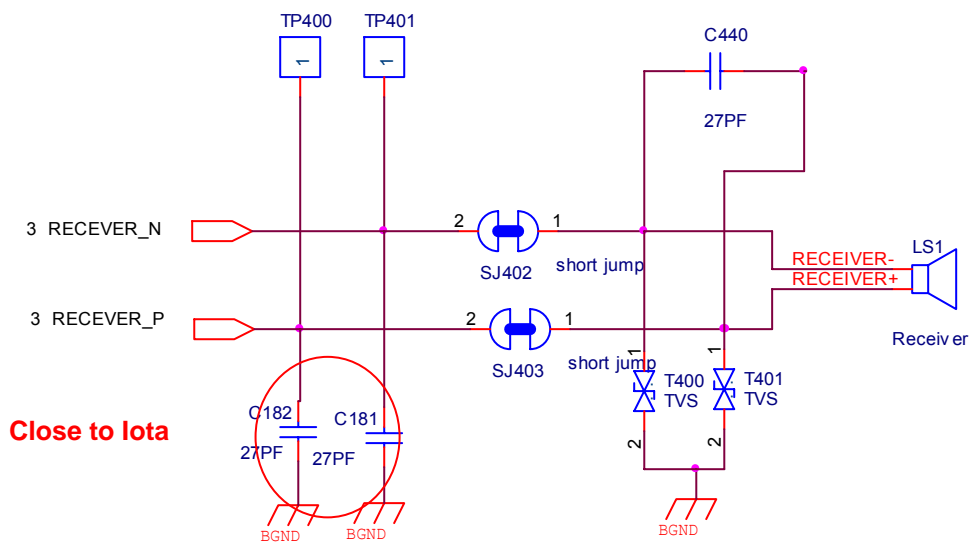 TP400
TP401
1
1
C440
27PF
3 RECEVER_N
2
1
SJ402
short jump
RECEIVER-
RECEIVER+
LS1
Receiver
3 RECEVER_P
2
1
SJ403
short jump
1
T400
TVS
2
1
T401
TVS
2
Close to Iota
C182
27PF
C181
27PF
BGND
BGND
BGND